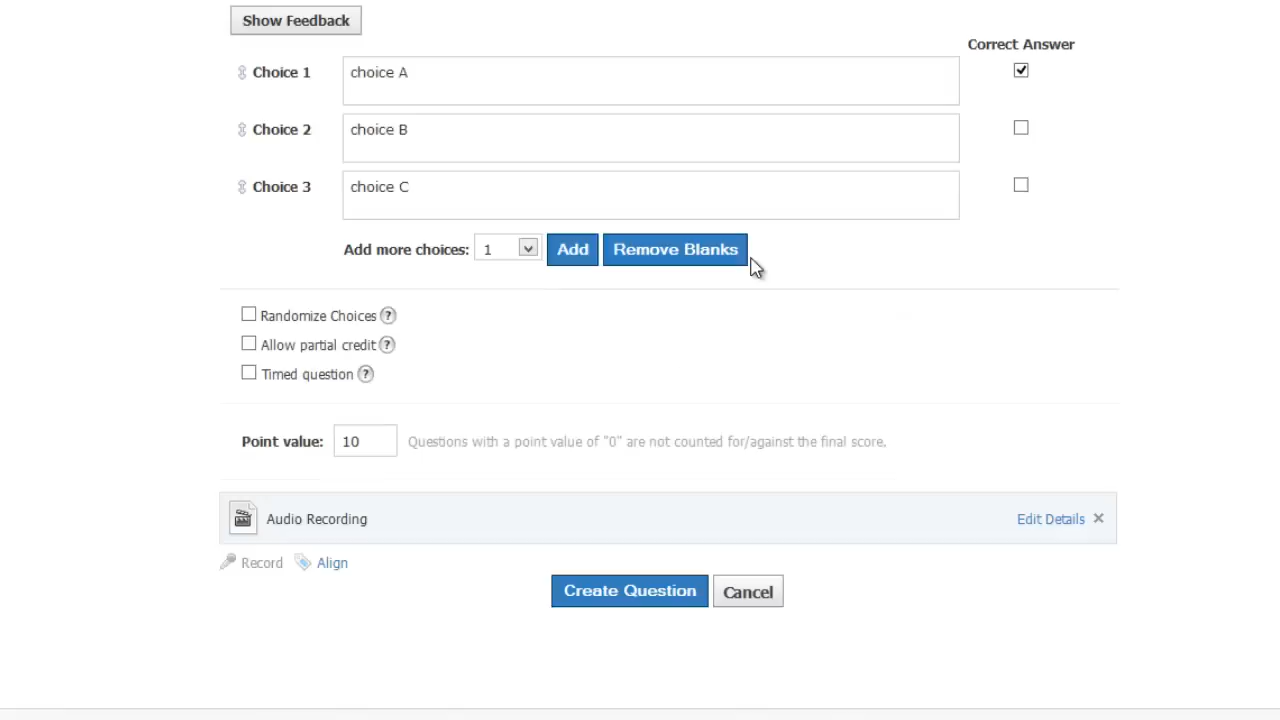 Show Feedback
Correct Answer
Choice 1 choice A
Choice 2 choice B
Choice 3 choice C
Add more choices: 1 Add Remove Blanks
Randomize Choices ?
Allow partial credit ?
Timed question ?
Point value: 10 Questions with a point value of "0" are not counted for/against the final score.
Audio Recording Edit Details
Record Align
Create Question Cancel